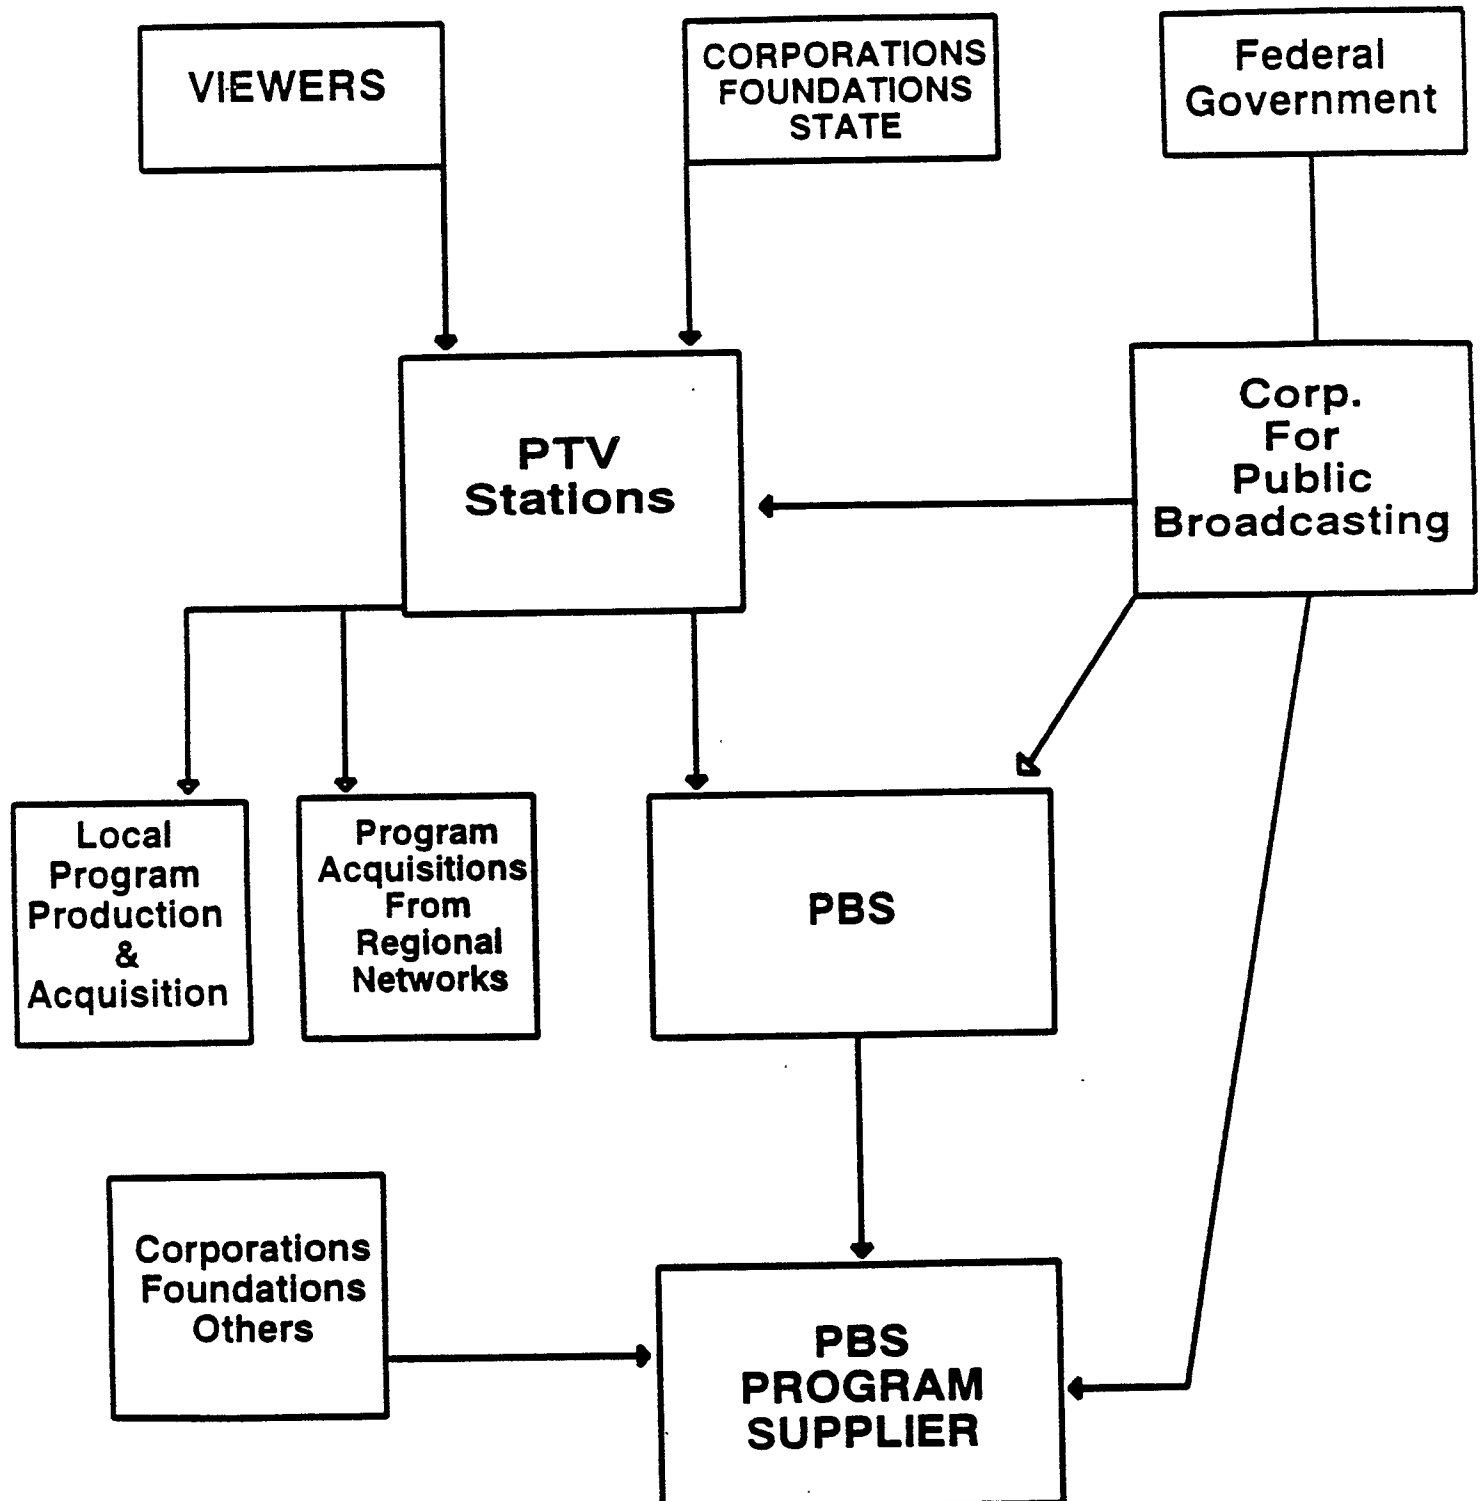 VIEWERS
CORPORATIONS
FOUNDATIONS
STATE
Federal
Government
PTV
Stations
Corp.
For
Public
Broadcasting
Local
Program
Production
&
Acquisition
Program
Acquisitions
From
Regional
Networks
PBS
Corporations
Foundations
Others
PBS
PROGRAM
SUPPLIER